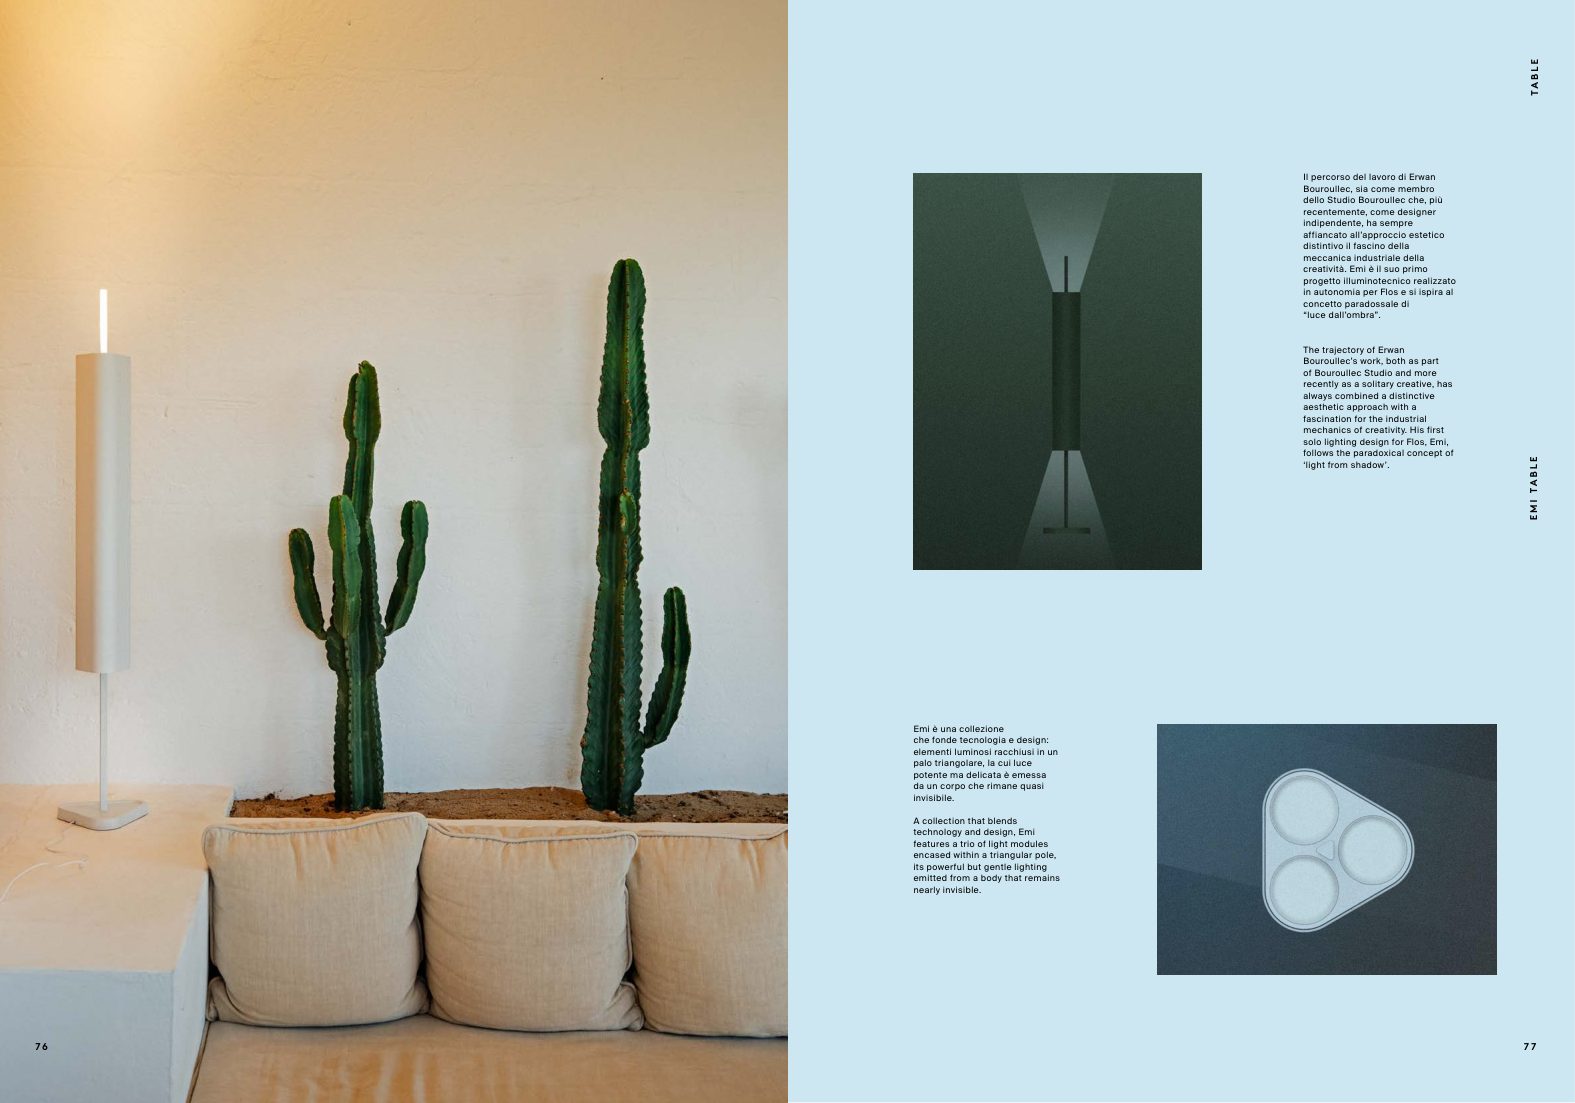 TABLE
Il percorso del lavoro di Erwan
Bouroullec, sia come membro
dello Studio Bouroullec che, più
recentemente, come designer
indipendente, ha sempre
affiancato all’approccio estetico
distintivo il fascino della
meccanica industriale della
creatività. Emi è il suo primo
progetto illuminotecnico realizzato
in autonomia per Flos e si ispira al
concetto paradossale di
“luce dall’ombra”.
The trajectory of Erwan
Bouroullec’s work, both as part
of Bouroullec Studio and more
recently as a solitary creative, has
always combined a distinctive
aesthetic approach with a
fascination for the industrial
mechanics of creativity. His first
solo lighting design for Flos, Emi,
follows the paradoxical concept of
‘light from shadow’.
EMI TABLE
Emi è una collezione
che fonde tecnologia e design:
elementi luminosi racchiusi in un
palo triangolare, la cui luce
potente ma delicata è emessa
da un corpo che rimane quasi
invisibile.
A collection that blends
technology and design, Emi
features a trio of light modules
encased within a triangular pole,
its powerful but gentle lighting
emitted from a body that remains
nearly invisible.
76
77